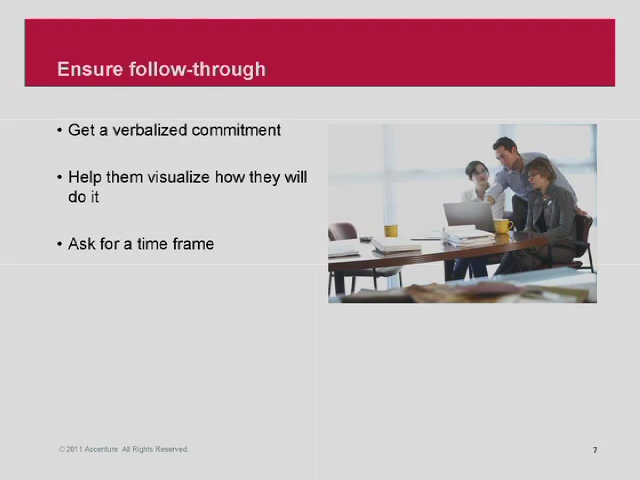 Ensure follow-through
• Get a verbalized commitment
• Help them visualize how they will
do it
• Ask for a time frame
© 2011 Accenture All Rights Reserved.
7